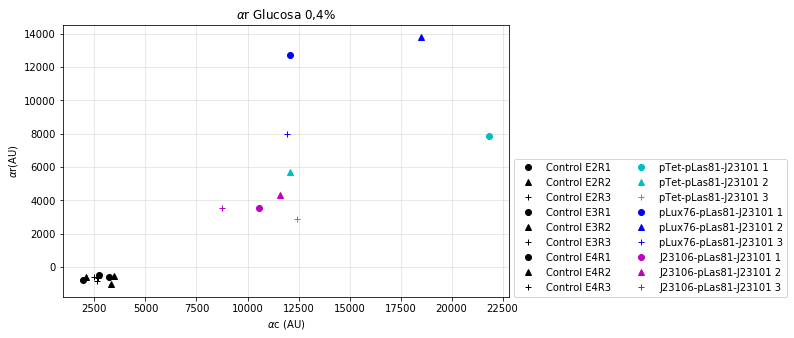 αr Glucosa 0,4%
14000
12000
10000
8000
6000
4000
2000
0
αr(AU)
2500 5000 7500 10000 12500 15000 17500 20000 22500
αc (AU)
Control E2R1
Control E2R2
Control E2R3
Control E3R1
Control E3R2
Control E3R3
Control E4R1
Control E4R2
Control E4R3
pTet-pLas81-J23101 1
pTet-pLas81-J23101 2
pTet-pLas81-J23101 3
pLux76-pLas81-J23101 1
pLux76-pLas81-J23101 2
pLux76-pLas81-J23101 3
J23106-pLas81-J23101 1
J23106-pLas81-J23101 2
J23106-pLas81-J23101 3